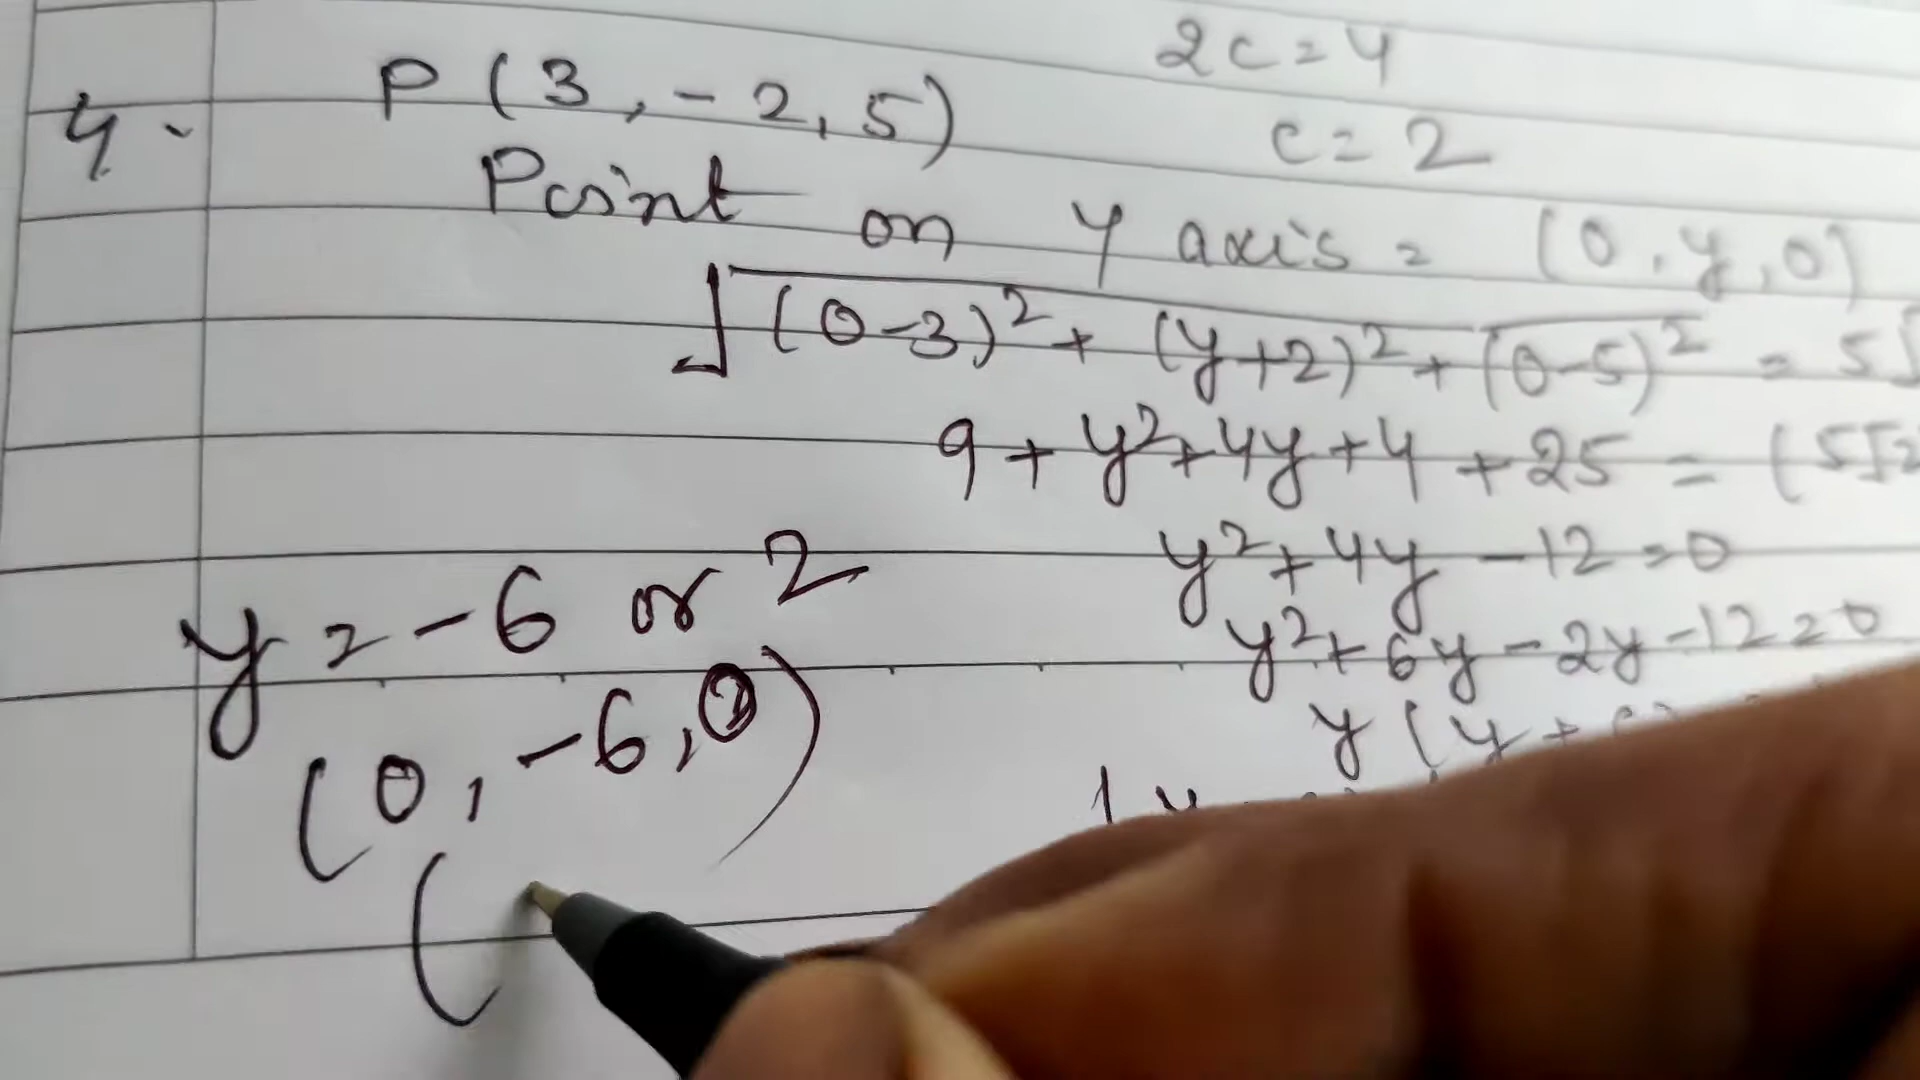 2c=4
4. P(3,-2,5)
c=2
Point on y axis = (0,y,0)
√(0-3)²+(y+2)²+(0-5)² = 5√
9+y²+4y+4+25 = (5√2
y²+4y-12=0
y=-6 or 2
y²+6y-2y-12=0
(0,-6,0)
y(y+
(